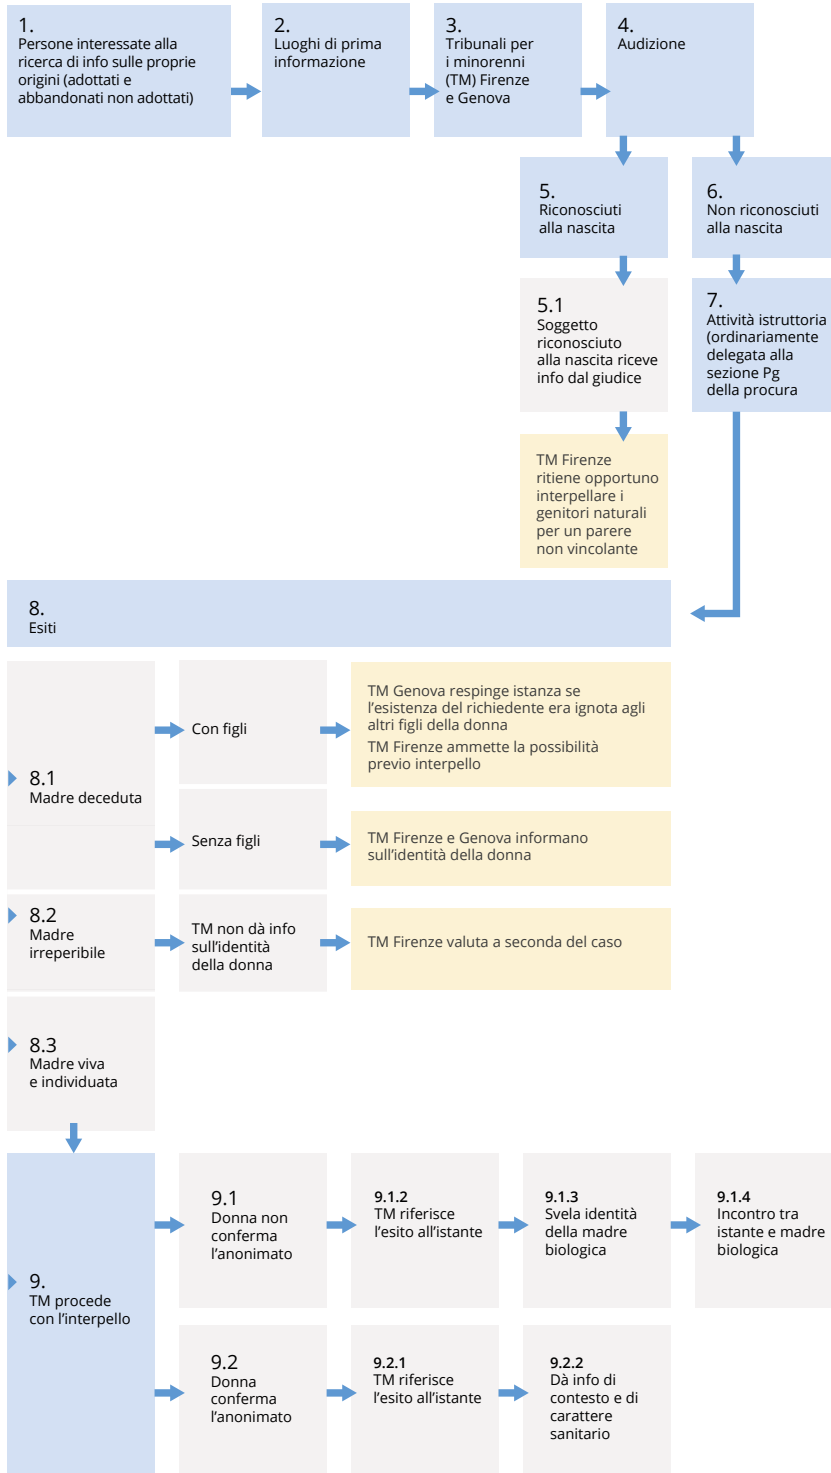 1.
Persone interessate alla
ricerca di info sulle proprie
origini (adottati e
abbandonati non adottati)
2.
Luoghi di prima
informazione
3.
Tribunali per
i minorenni
(TM) Firenze
e Genova
4.
Audizione
5.
Riconosciuti
alla nascita
6.
Non riconosciuti
alla nascita
5.1
Soggetto
riconosciuto
alla nascita riceve
info dal giudice
7.
Attività istruttoria
(ordinariamente
delegata alla
sezione Pg
della procura
TM Firenze
ritiene opportuno
interpellare i
genitori naturali
per un parere
non vincolante
8.
Esiti
8.1
Madre deceduta
Con figli
TM Genova respinge istanza se
l'esistenza del richiedente era ignota agli
altri figli della donna
TM Firenze ammette la possibilità
previo interpello
Senza figli
TM Firenze e Genova informano
sull'identità della donna
8.2
Madre
irreperibile
TM non dà info
sull'identità
della donna
TM Firenze valuta a seconda del caso
8.3
Madre viva
e individuata
9.
TM procede
con l'interpello
9.1
Donna non
conferma
l'anonimato
9.1.2
TM riferisce
l'esito all'istante
9.1.3
Svela identità
della madre
biologica
9.1.4
Incontro tra
istante e madre
biologica
9.2
Donna
conferma
l'anonimato
9.2.1
TM riferisce
l'esito all'istante
9.2.2
Dà info di
contesto e di
carattere
sanitario